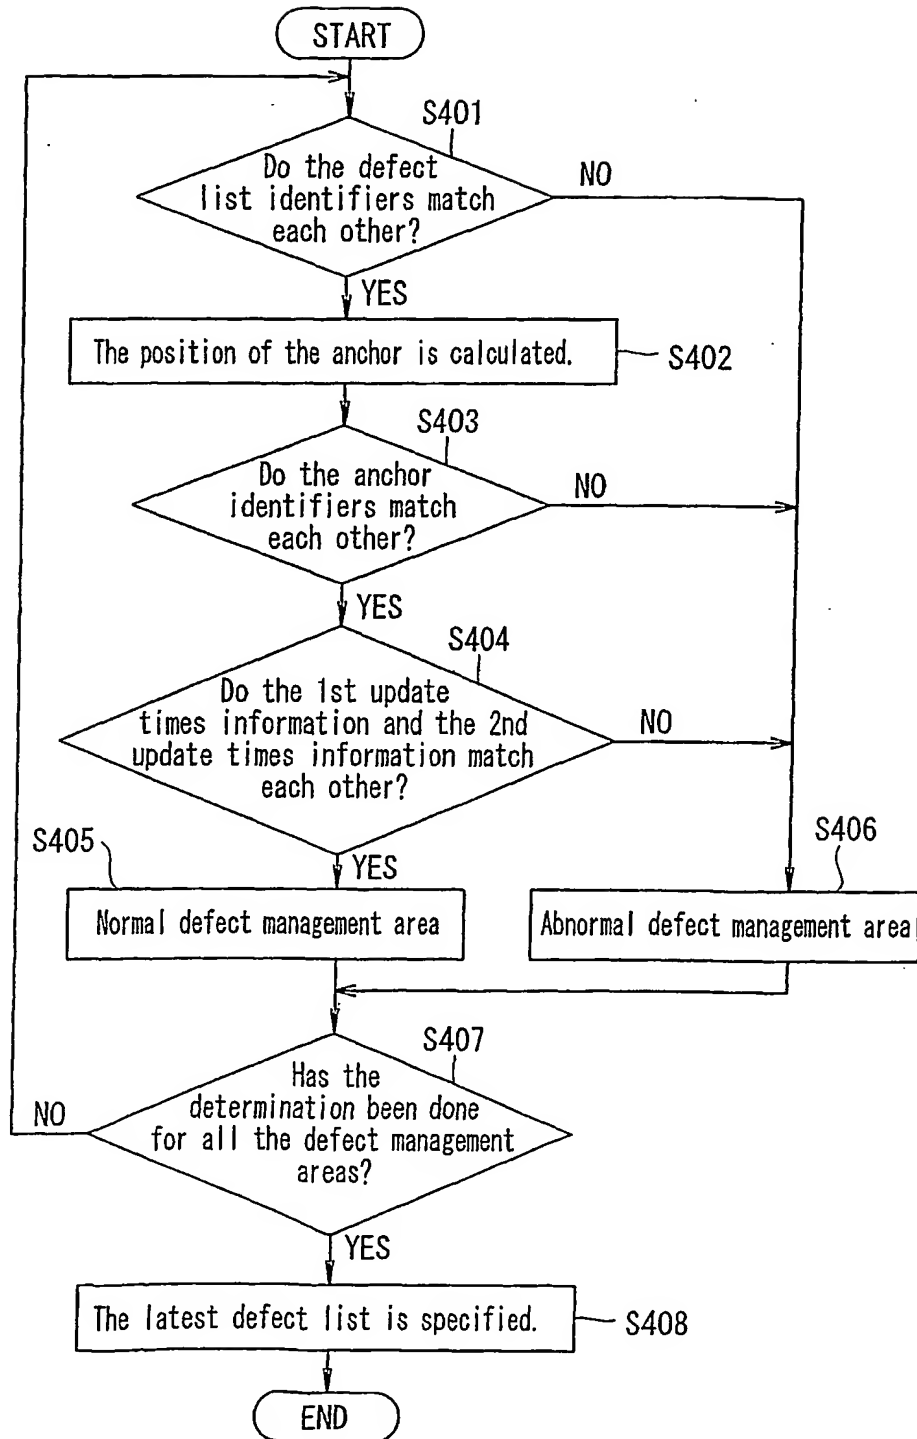 START
S401
Do the defect
list identifiers match
each other?
NO
YES
The position of the anchor is calculated.
S402
S403
Do the anchor
identifiers match
each other?
NO
YES
S404
Do the 1st update
times information and the 2nd
update times information match
each other?
NO
YES
S405
S406
Normal defect management area
Abnormal defect management area
S407
Has the
determination been done
for all the defect management
areas?
NO
YES
The latest defect list is specified.
S408
END